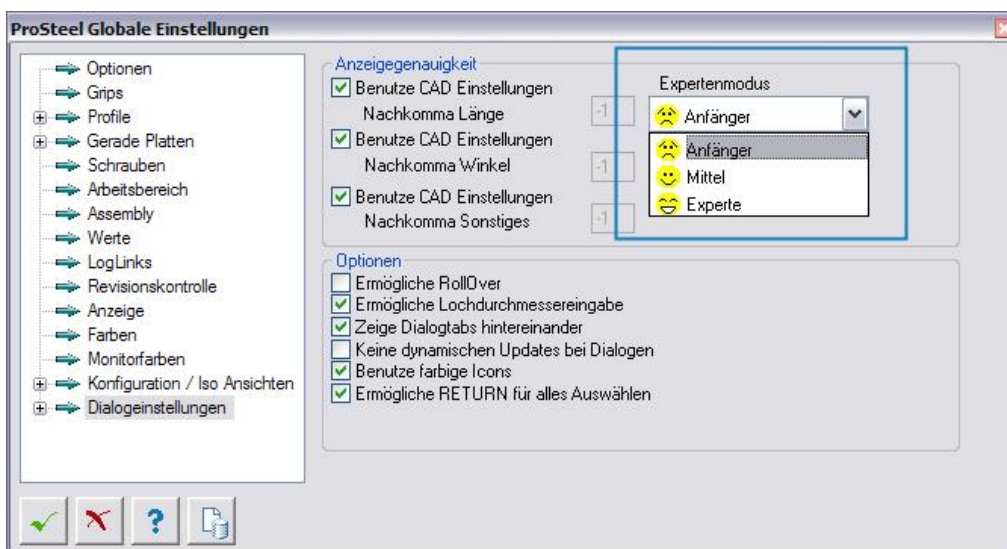 ProSteel Globale Einstellungen
Optionen
Grips
Profile
Gerade Platten
Schrauben
Arbeitsbereich
Assembly
Werte
LogLinks
Revisionskontrolle
Anzeige
Farben
Monitorfarben
Konfiguration / Iso Ansichten
Dialogeinstellungen
Anzeigegenauigkeit
Benutze CAD Einstellungen
Nachkomma Länge
-1
Benutze CAD Einstellungen
Nachkomma Winkel
-1
Benutze CAD Einstellungen
Nachkomma Sonstiges
-1
Expertenmodus
Anfänger
Anfänger
Mittel
Experte
Optionen
Ermögliche RollOver
Ermögliche Lochdurchmessereingabe
Zeige Dialogtabs hintereinander
Keine dynamischen Updates bei Dialogen
Benutze farbige Icons
Ermögliche RETURN für alles Auswählen
?